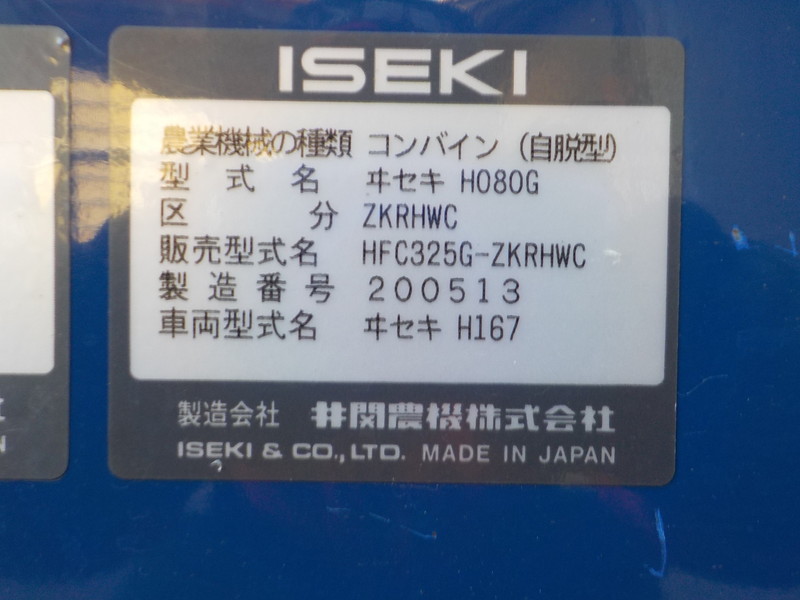 ISEKI
農業機械の種類 コンバイン (自脱型)
型式名 ヰセキ H080G
区分 ZKRHWC
販売型式名 HFC325G-ZKRHWC
製造番号 200513
車両型式名 ヰセキ H167
製造会社 井関農機株式会社
ISEKI & CO., LTD. MADE IN JAPAN